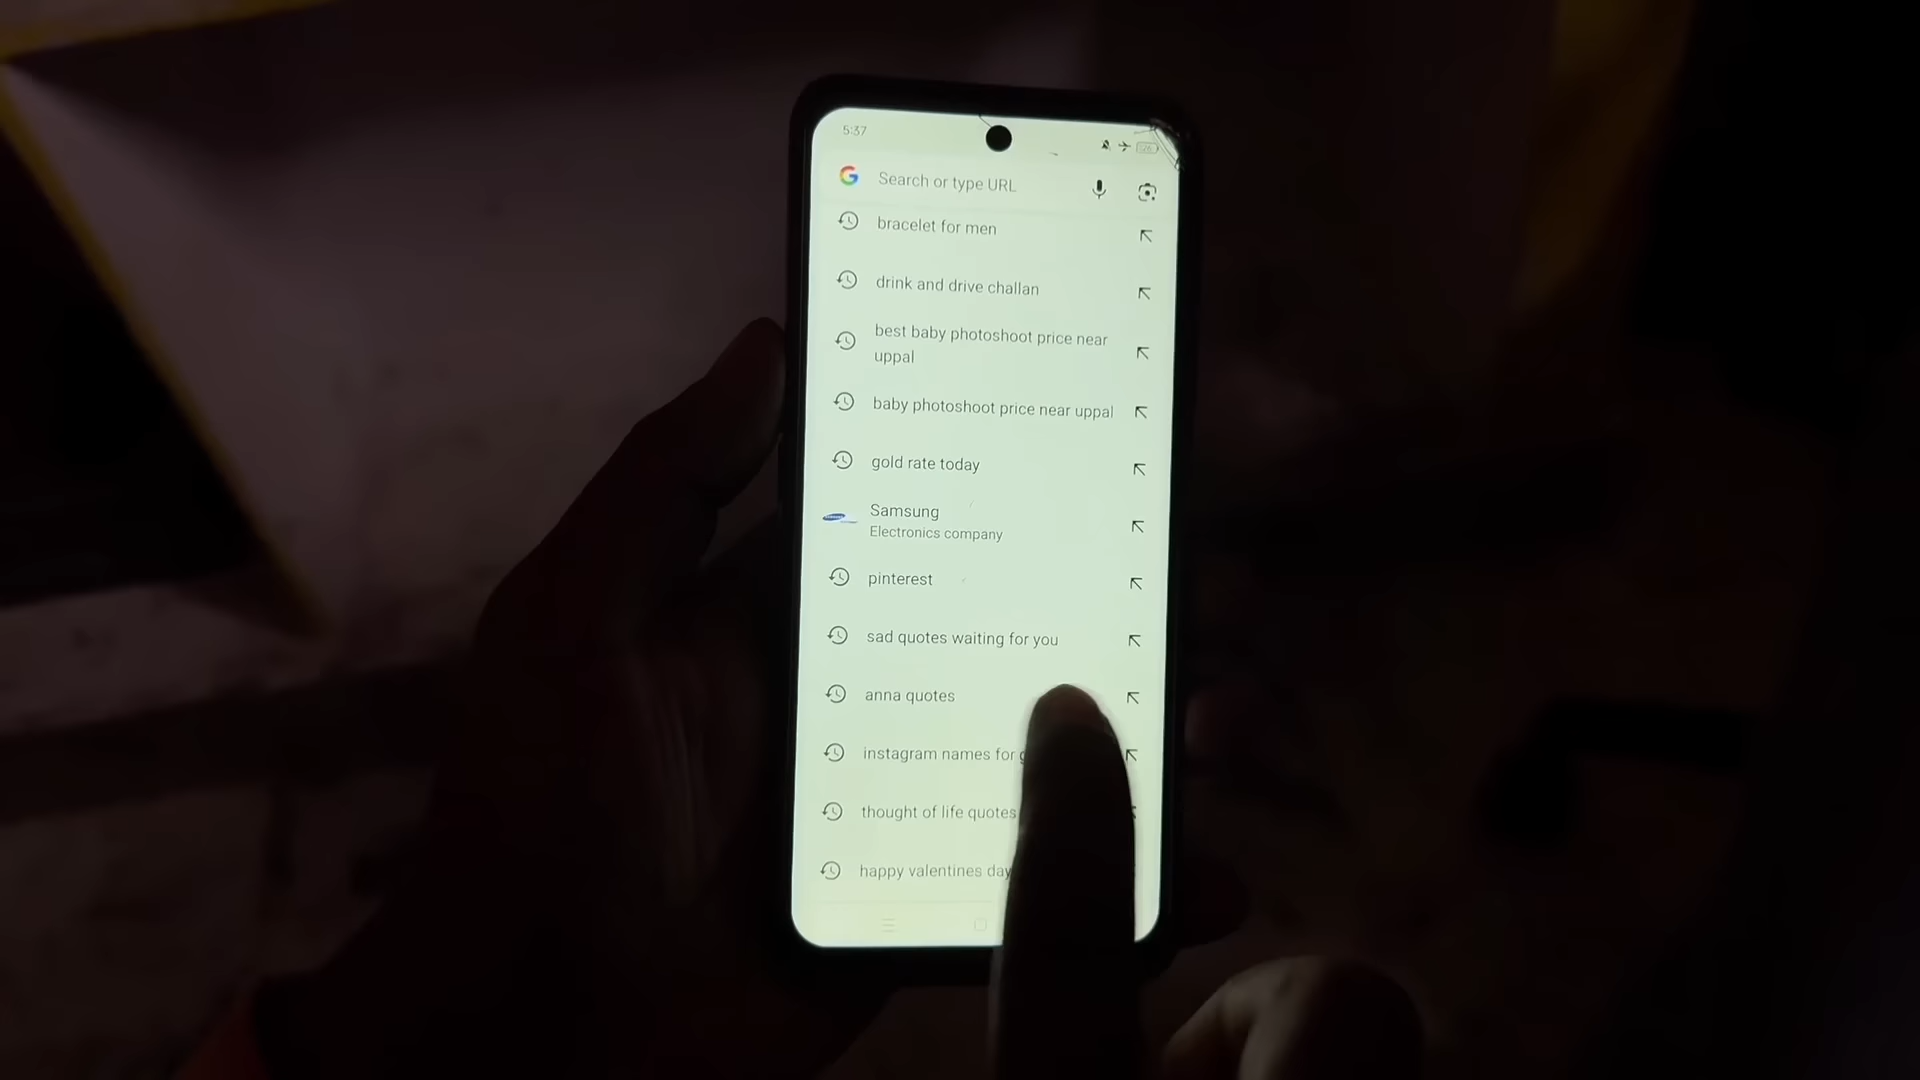 5:37
Search or type URL
bracelet for men
drink and drive challan
best baby photoshoot price near
uppal
baby photoshoot price near uppal
gold rate today
Samsung
Electronics company
pinterest
sad quotes waiting for you
anna quotes
instagram names for
thought of life quotes
happy valentines day